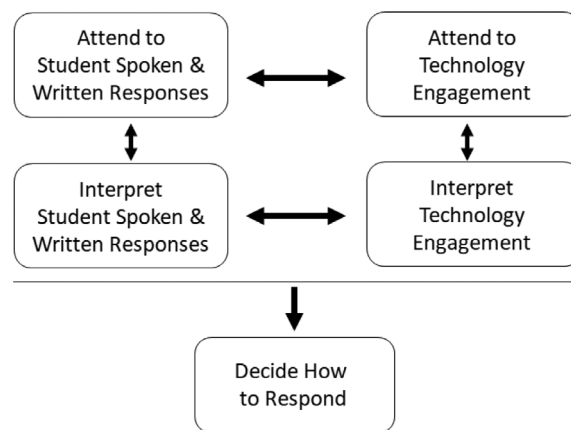 Attend to
Student Spoken &
Written Responses
Attend to
Technology
Engagement
Interpret
Student Spoken &
Written Responses
Interpret
Technology
Engagement
Decide How
to Respond